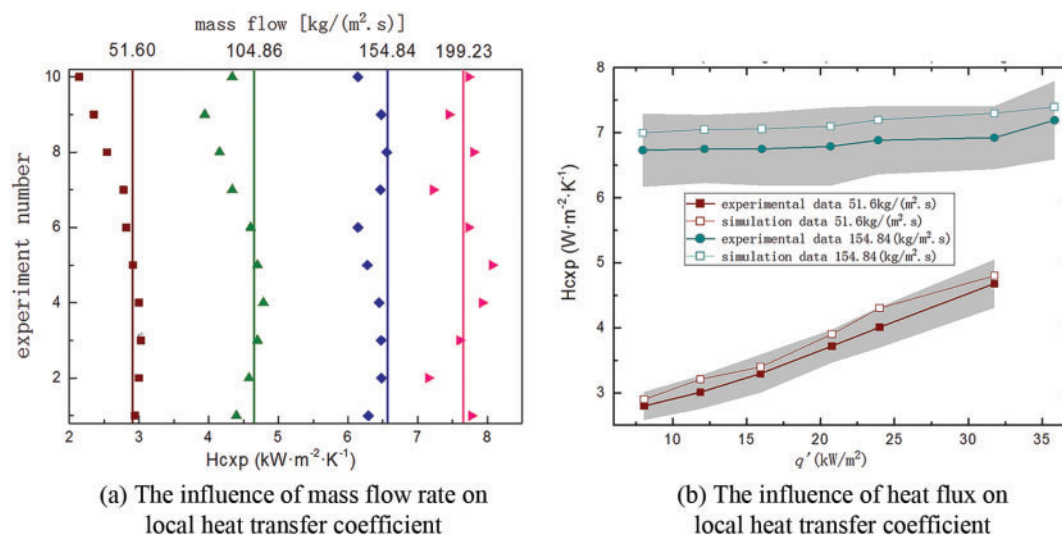 mass flow [kg/(m².s)]
51.60 104.86 154.84 199.23
10
8
6
4
2
experiment number
2 3 4 5 6 7 8
Hcxp (kW·m⁻²·K⁻¹)
(a) The influence of mass flow rate on
local heat transfer coefficient
8
7
6
5
4
3
Hcxp (W·m⁻²·K⁻¹)
experimental data 51.6kg/(m².s)
simulation data 51.6kg/(m².s)
experimental data 154.84(kg/m².s)
simulation data 154.84(kg/m².s)
10 15 20 25 30 35
q'(kW/m²)
(b) The influence of heat flux on
local heat transfer coefficient